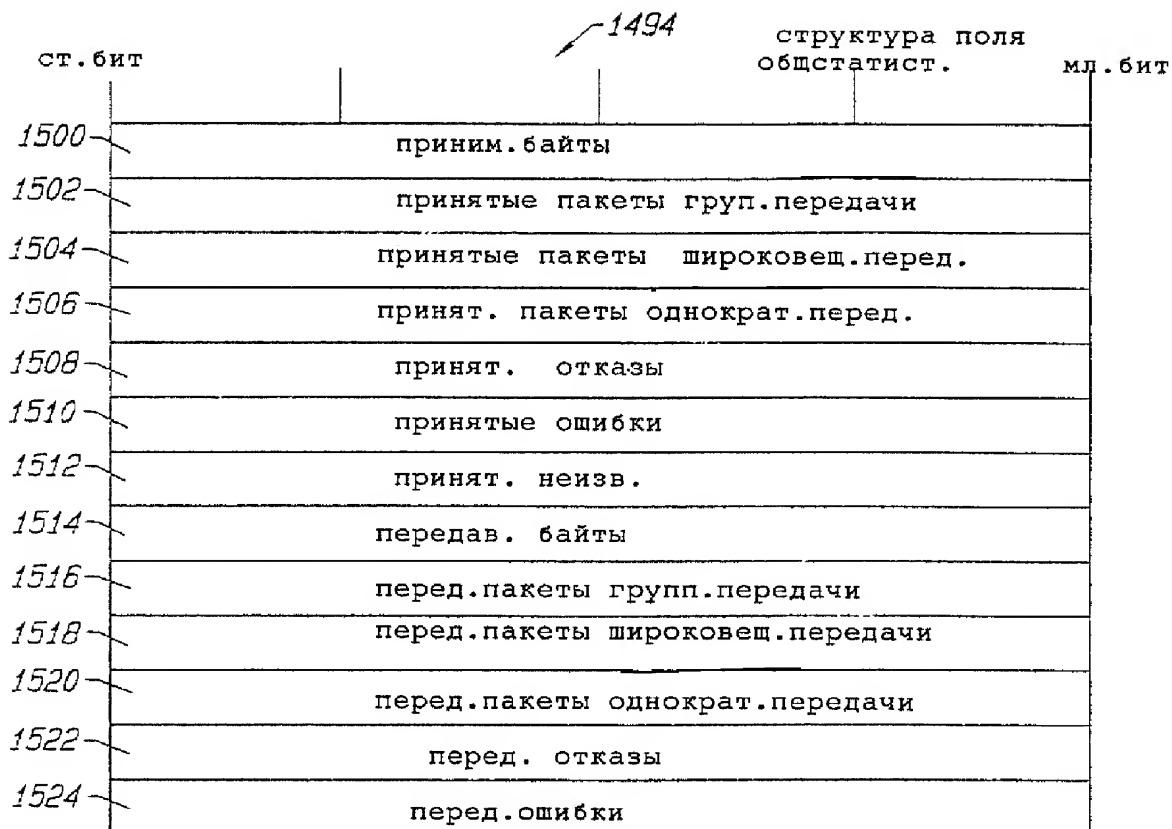 1494
структура поля
общстатист.
ст.бит
мл.бит
1500 приним.байты
1502 принятые пакеты груп.передачи
1504 принятые пакеты широковещ.перед.
1506 принят. пакеты однократ.перед.
1508 принят. отказы
1510 принятые ошибки
1512 принят. неизв.
1514 передав. байты
1516 перед.пакеты групп.передачи
1518 перед.пакеты широковещ.передачи
1520 перед.пакеты однократ.передачи
1522 перед. отказы
1524 перед.ошибки